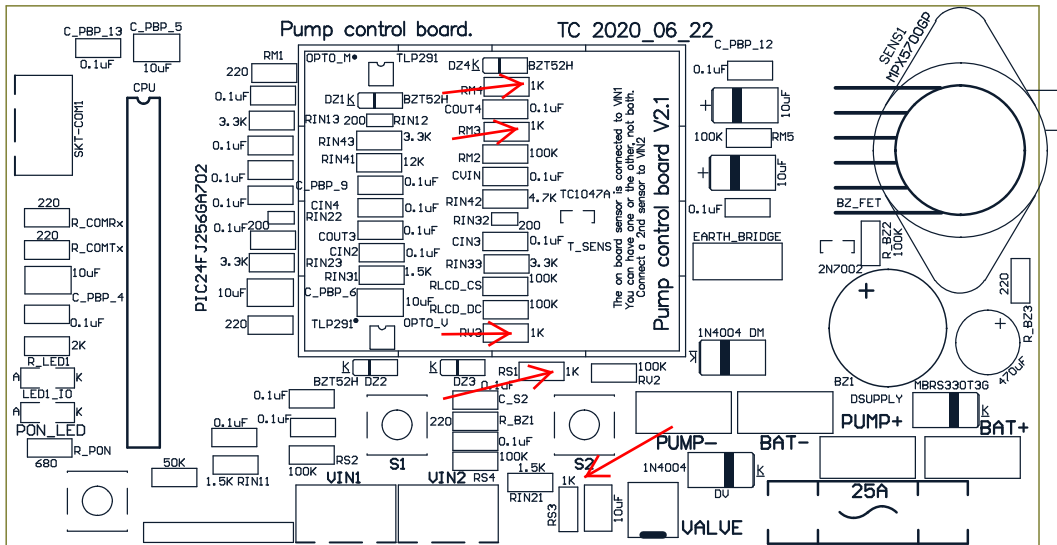 Pump control board. TC 2020_06_22
C_PBP_13
0.1uF
C_PBP_5
10uF
CPU
SKT-COM1
PIC24FJ256GA702
RM1
220
0.1uF
3.3K
0.1uF
0.1uF
0.1uF
200
RIN22
0.1uF
3.3K
RIN23
10uF
220
OPTO_M
TLP291
DZ1 K
BZT52H
RIN13
200
RIN12
RIN43
3.3K
RIN41
12K
C_PBP_9
0.1uF
CIN4
0.1uF
COUT3
0.1uF
CIN2
0.1uF
RIN31
1.5K
C_PBP_6
10uF
TLP291
OPTO_V
DZ4 K
BZT52H
RM4
1K
COUT4
0.1uF
RM3
1K
RM2
100K
CVIN
0.1uF
RIN42
4.7K
RIN32
200
CIN3
0.1uF
RIN33
3.3K
RLCD_CS
100K
RLCD_DC
100K
RV3
1K
TC1047A
T_SENS
The on board sensor is connected to VIN1
You can have one or the other, not both.
Connect a 2nd sensor to VIN2
Pump control board V2.1
C_PBP_12
0.1uF
10uF
100K
RM5
10uF
0.1uF
EARTH_BRIDGE
SENS1
MPX5700GP
BZ_FET
2N7002
R_BZ2
100K
220
R_BZ3
470uF
BZ1
1N4004 DM
K
MBRS330T3G
DSUPPLY
K
PUMP+
BAT+
PUMP-
BAT-
220
R_COMRx
220
R_COMTx
10uF
C_PBP_4
0.1uF
2K
R_LED1
A K
LED1_IO
A K
PON_LED
R_PON
680
50K
K
BZT52H DZ2
K
DZ3
0.1uF
RS1
1K
100K
RV2
0.1uF
0.1uF
100K
RS2
1.5K RIN11
S1
C_S2
220
R_BZ1
0.1uF
100K
RS4
S2
VIN1
VIN2
1.5K
RIN21
1K
RS3
10uF
1N4004
K
DV
VALVE
25A